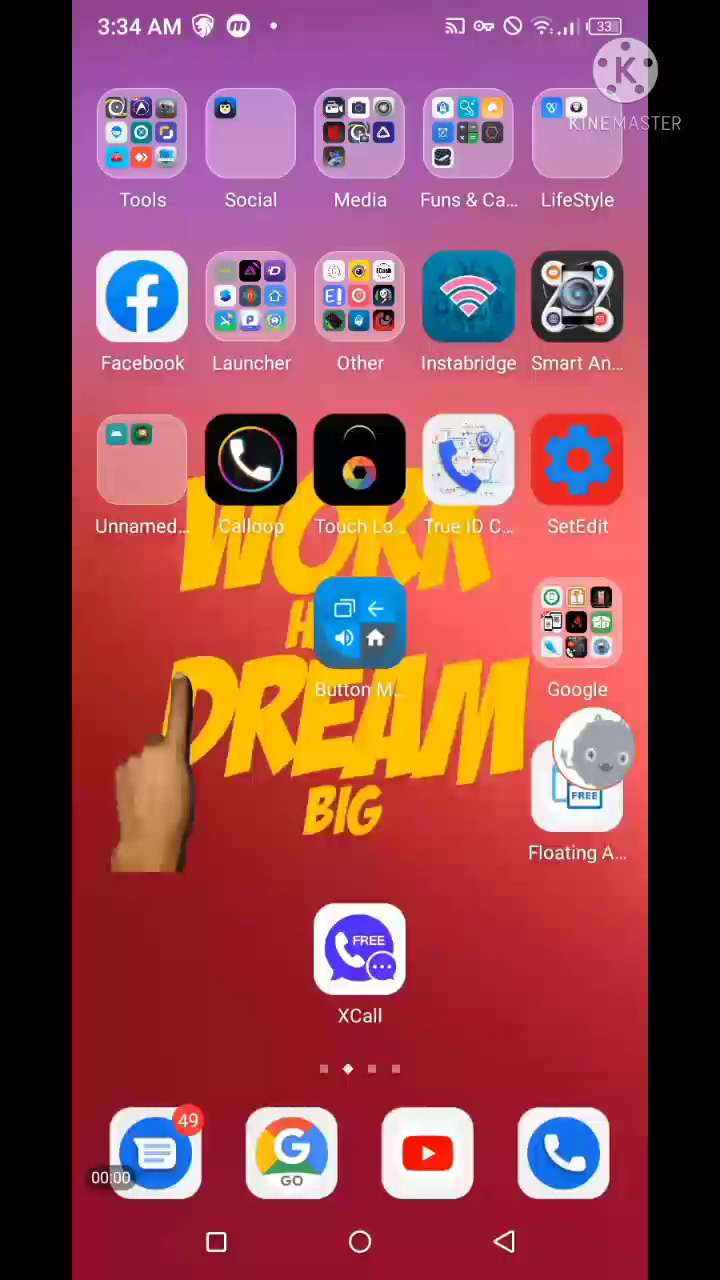 3:34 AM
33
K
KINEMASTER
Tools
Social
Media
Funs & Ca...
LifeStyle
Facebook
Launcher
Other
Instabridge
Smart An...
Unnamed...
Calloop
Touch Lo...
True ID C...
SetEdit
WORK
H
DREAM
BIG
Button M...
Google
FREE
Floating A...
FREE
XCall
49
00:00
G
GO